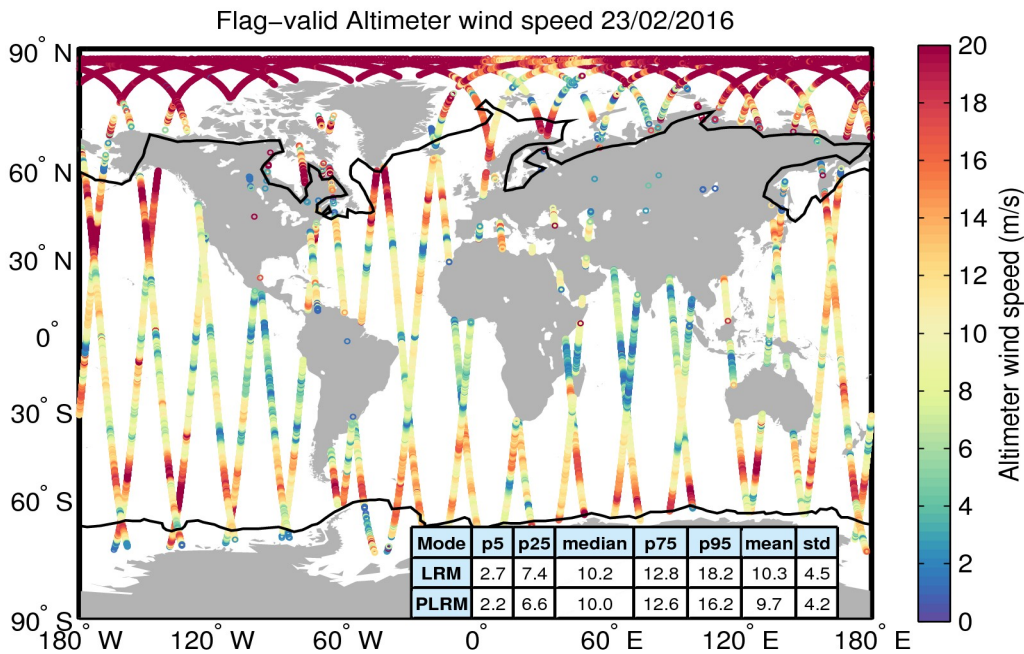 Flag−valid Altimeter wind speed 23/02/2016
90° N
60° N
30° N
0°
30° S
60° S
90° S
180° W
120° W
60° W
0°
60° E
120° E
180° E
Mode p5 p25 median p75 p95 mean std
LRM 2.7 7.4 10.2 12.8 18.2 10.3 4.5
PLRM 2.2 6.6 10.0 12.6 16.2 9.7 4.2
20
18
16
14
12
10
8
6
4
2
0
Altimeter wind speed (m/s)